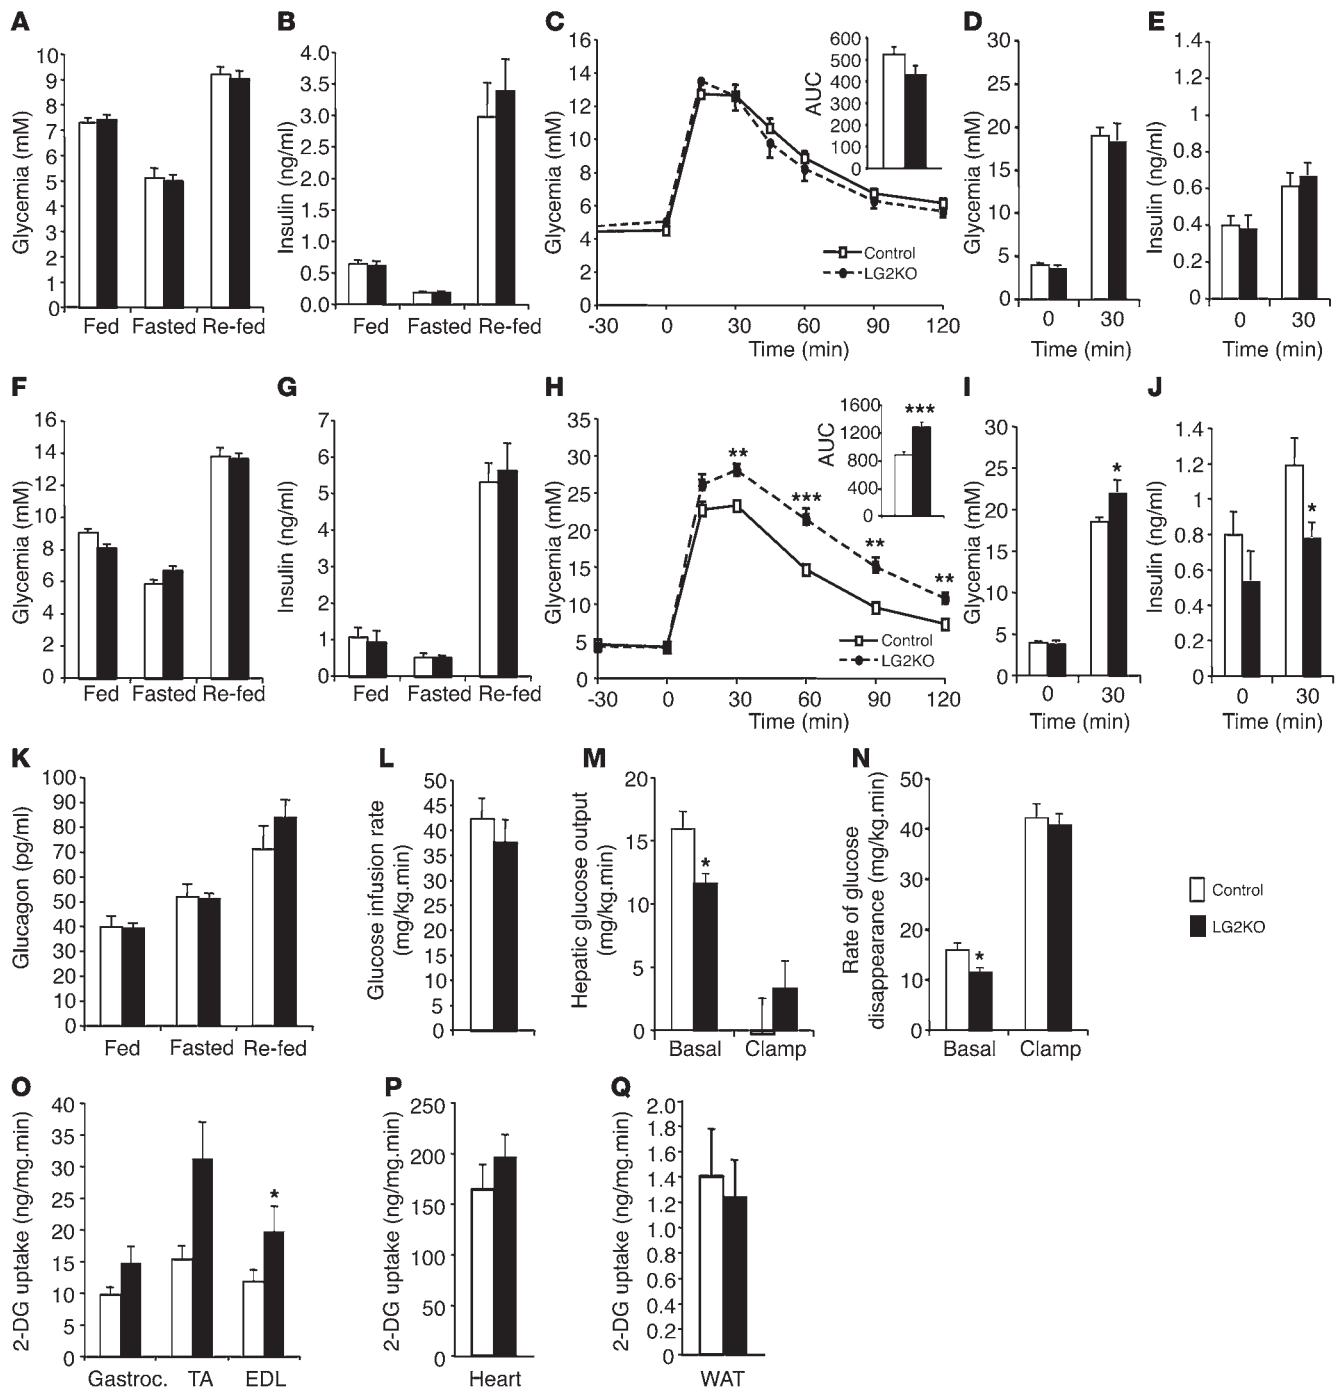 A
Glycemia (mM)
10
9
8
7
6
5
4
3
2
1
0
Fed Fasted Re-fed
B
Insulin (ng/ml)
4.0
3.5
3.0
2.5
2.0
1.5
1.0
0.5
0.0
Fed Fasted Re-fed
C
Glycemia (mM)
16
14
12
10
8
6
4
2
0
-30 0 30 60 90 120
Time (min)
AUC
600
500
400
300
200
100
0
Control
LG2KO
D
Glycemia (mM)
30
25
20
15
10
5
0
0 30
Time (min)
E
Insulin (ng/ml)
1.4
1.2
1
0.8
0.6
0.4
0.2
0
0 30
Time (min)
F
Glycemia (mM)
16
14
12
10
8
6
4
2
0
Fed Fasted Re-fed
G
Insulin (ng/ml)
7
6
5
4
3
2
1
0
Fed Fasted Re-fed
H
Glycemia (mM)
35
30
25
20
15
10
5
0
-30 0 30 60 90 120
Time (min)
**
***
**
**
AUC
1600
1200
800
400
0
***
Control
LG2KO
I
Glycemia (mM)
30
25
20
15
10
5
0
*
0 30
Time (min)
J
Insulin (ng/ml)
1.4
1.2
1
0.8
0.6
0.4
0.2
0
*
0 30
Time (min)
K
Glucagon (pg/ml)
100
90
80
70
60
50
40
30
20
10
0
Fed Fasted Re-fed
L
Glucose infusion rate
(mg/kg.min)
50
45
40
35
30
25
20
15
10
5
0
M
Hepatic glucose output
(mg/kg.min)
20
15
10
5
0
*
Basal Clamp
N
Rate of glucose
disappearance (mg/kg.min)
50
40
30
20
10
0
*
Basal Clamp
Control
LG2KO
O
2-DG uptake (ng/mg.min)
40
35
30
25
20
15
10
5
0
*
Gastroc. TA EDL
P
2-DG uptake (ng/mg.min)
250
200
150
100
50
0
Heart
Q
2-DG uptake (ng/mg.min)
2.0
1.8
1.6
1.4
1.2
1.0
0.8
0.6
0.4
0.2
0
WAT